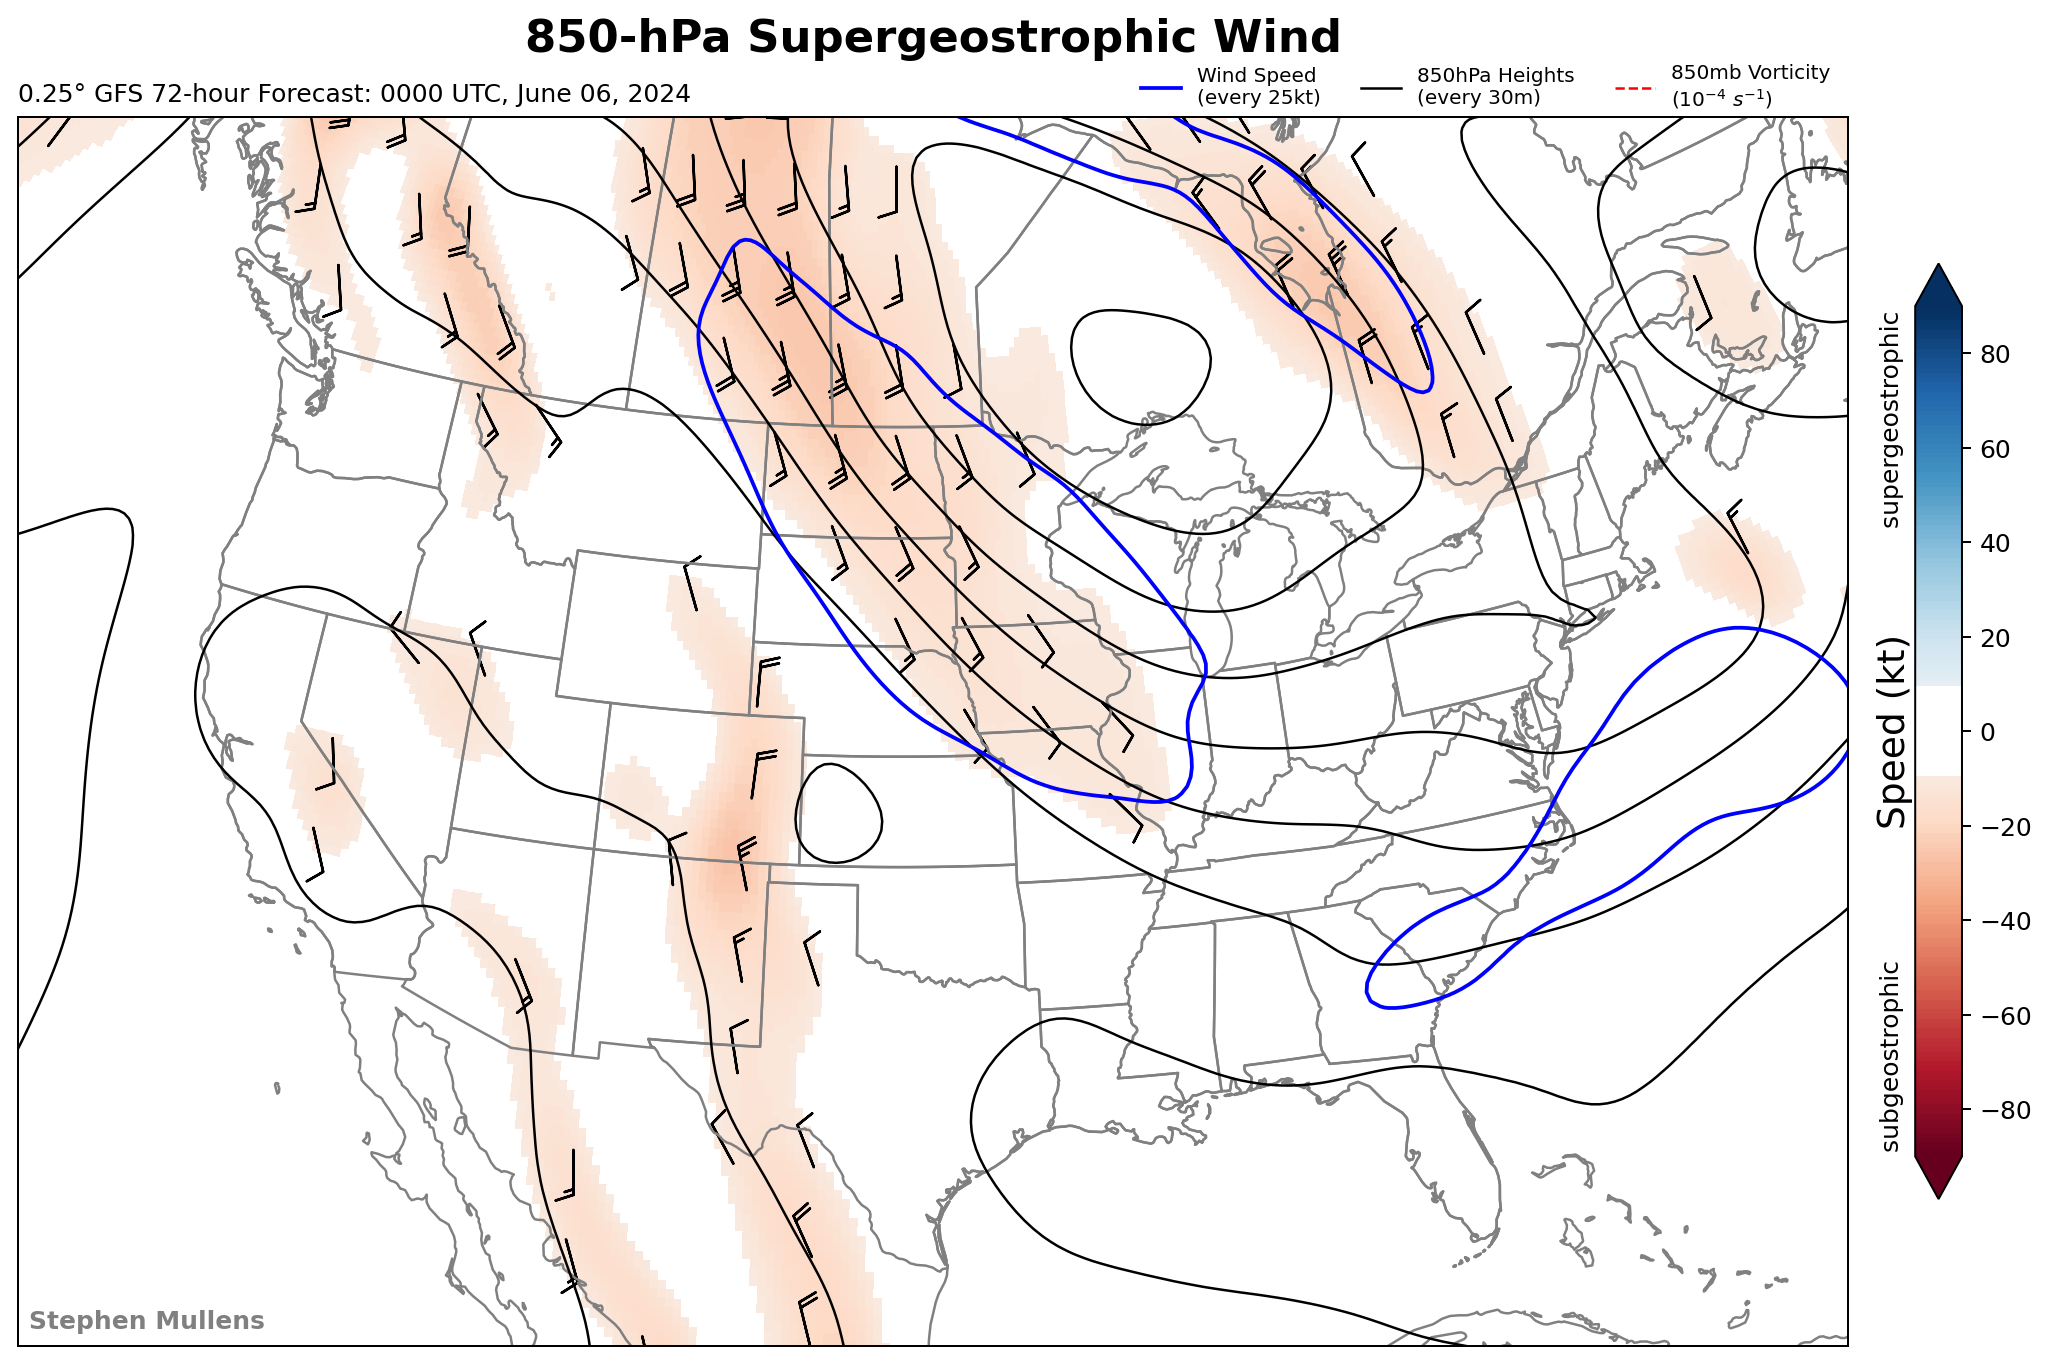 850-hPa Supergeostrophic Wind
0.25° GFS 72-hour Forecast: 0000 UTC, June 06, 2024
Wind Speed
(every 25kt)
850hPa Heights
(every 30m)
850mb Vorticity
(10⁻⁴ s⁻¹)
supergeostrophic
Speed (kt)
subgeostrophic
80
60
40
20
0
−20
−40
−60
−80
Stephen Mullens